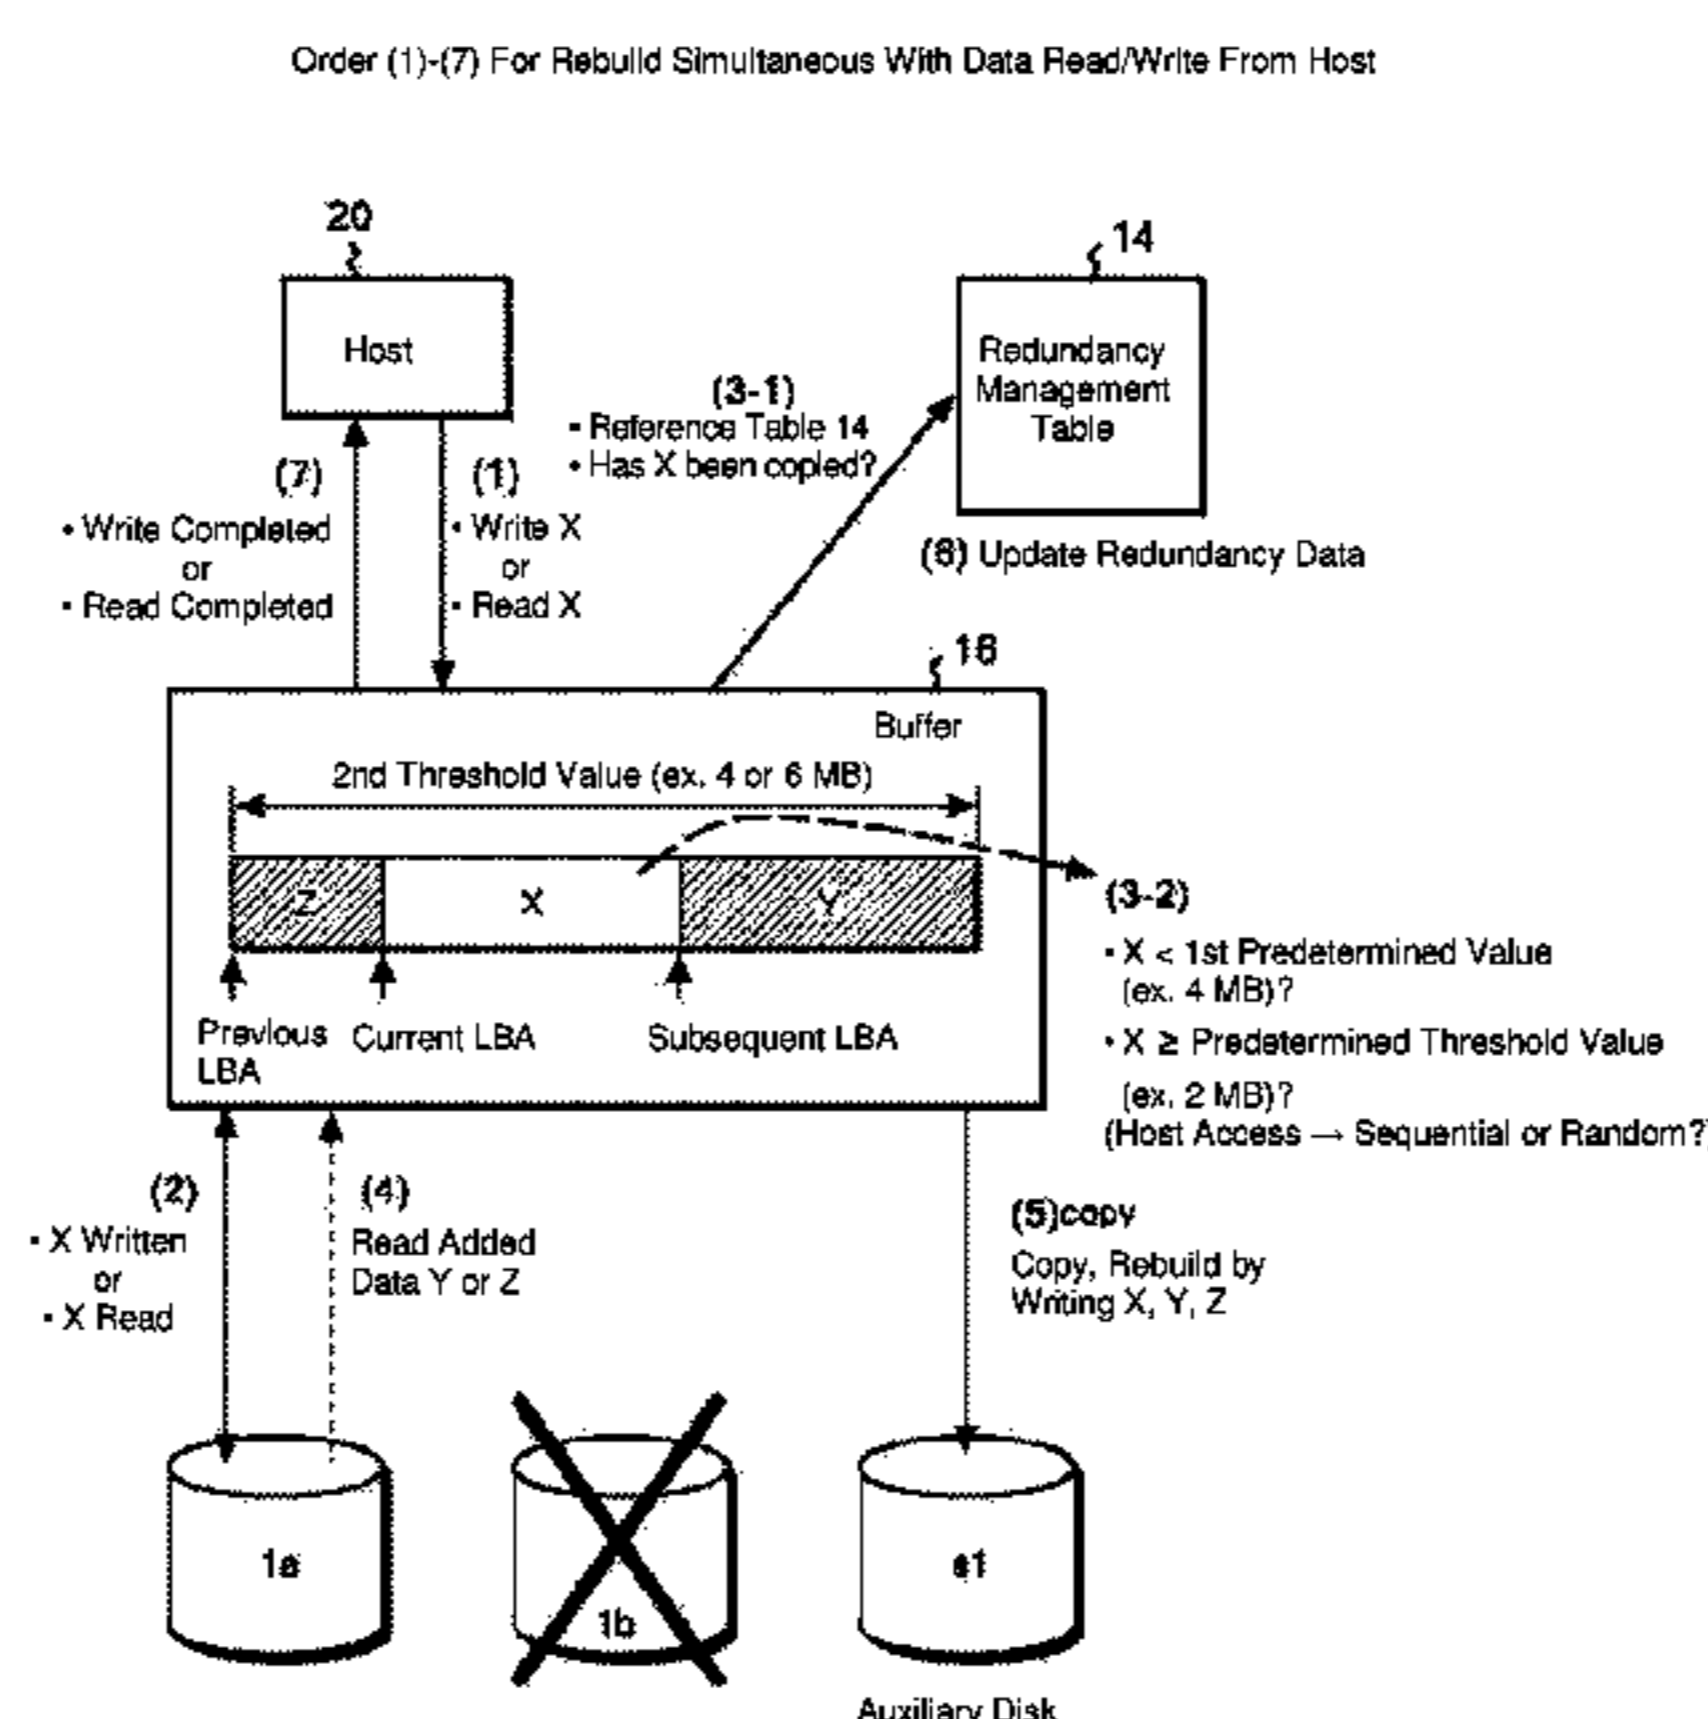 Order (1)-(7) For Rebuild Simultaneous With Data Read/Write From Host
20
14
Host
Redundancy
Management
Table
(3-1)
▪ Reference Table 14
• Has X been copied?
(7)
• Write Completed
or
▪ Read Completed
(1)
• Write X
or
▪ Read X
(6) Update Redundancy Data
16
Buffer
2nd Threshold Value (ex. 4 or 6 MB)
Z
X
Y
Previous
LBA
Current LBA
Subsequent LBA
(3-2)
▪ X < 1st Predetermined Value
(ex. 4 MB)?
• X ≥ Predetermined Threshold Value
(ex. 2 MB)?
(Host Access → Sequential or Random?)
(2)
▪ X Written
or
▪ X Read
(4)
Read Added
Data Y or Z
(5)copy
Copy, Rebuild by
Writing X, Y, Z
1a
1b
s1
Auxiliary Disk